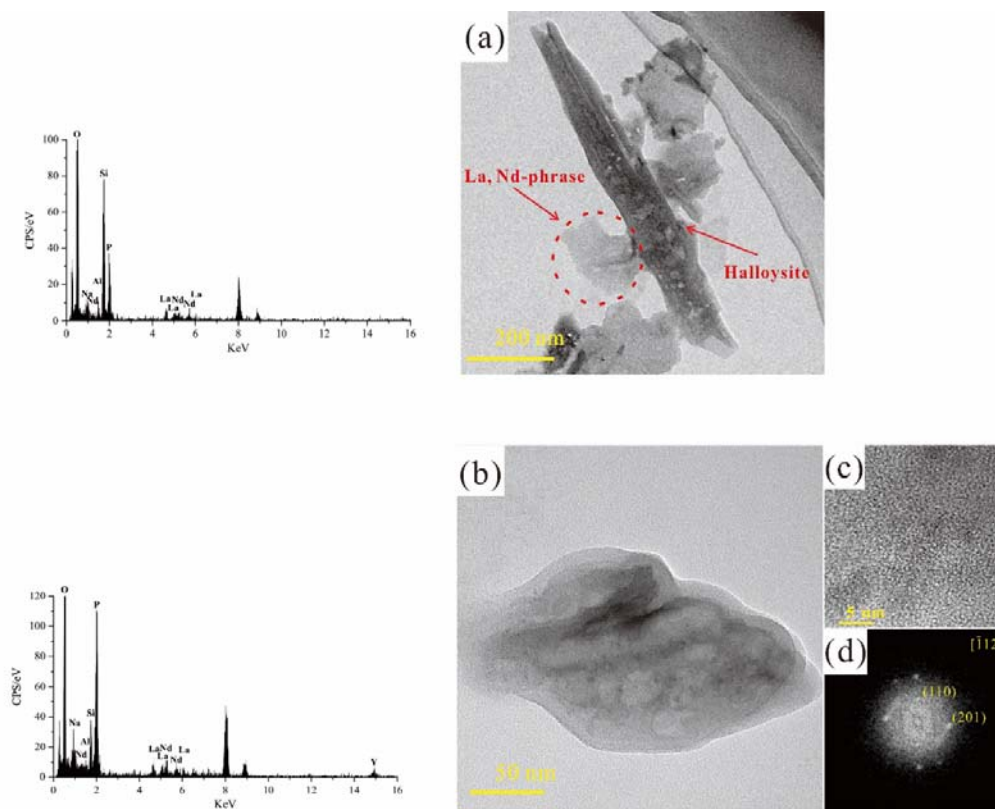 (a)
100
80
60
40
20
0
CPS/eV
O
Si
P
Al
Na
Nd
La
Nd
La
La
Nd
0 2 4 6 8 10 12 14 16
KeV
La, Nd-phrase
Halloysite
200 nm
(b)
50 nm
(c)
5 nm
(d)
[1̄12
(110)
(201)
120
100
80
60
40
20
0
CPS/eV
O
P
Na
Si
Al
Nd
La
Nd
La
La
Nd
Y
0 2 4 6 8 10 12 14 16
KeV